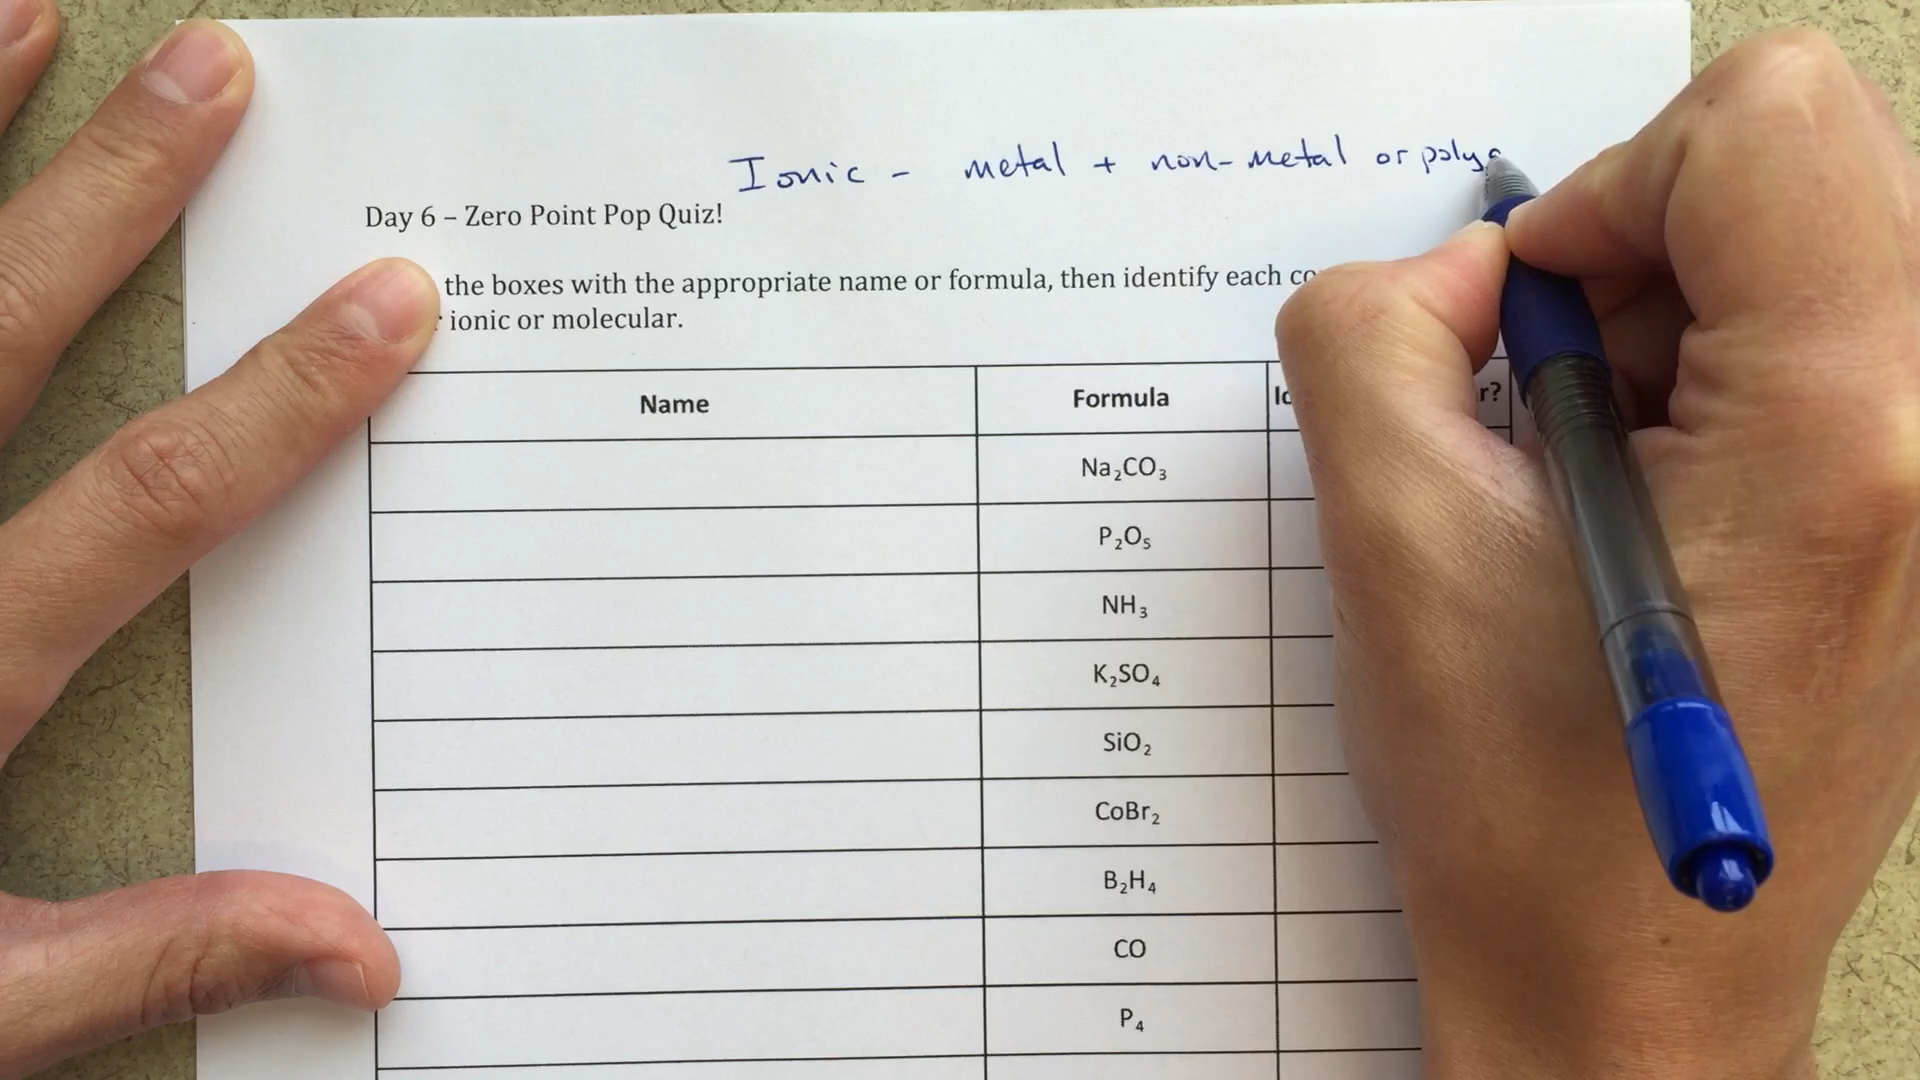 Ionic - metal + non-metal or polya
Day 6 – Zero Point Pop Quiz!
the boxes with the appropriate name or formula, then identify each co
ionic or molecular.
Name Formula r?
Na₂CO₃
P₂O₅
NH₃
K₂SO₄
SiO₂
CoBr₂
B₂H₄
CO
P₄